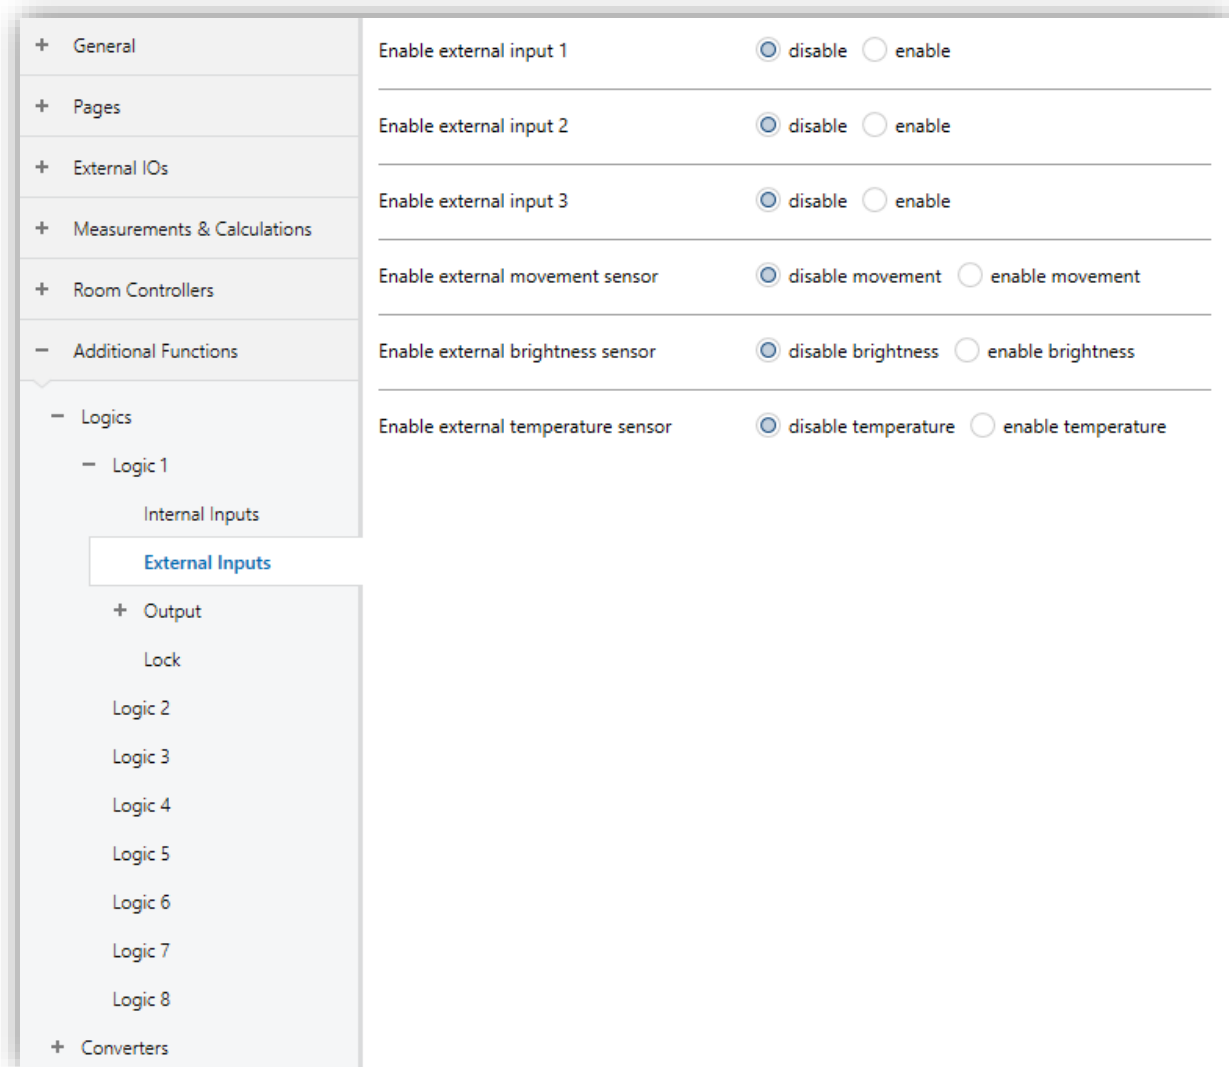 General
Pages
External IOs
Measurements & Calculations
Room Controllers
Additional Functions
Logics
Logic 1
Internal Inputs
External Inputs
Output
Lock
Logic 2
Logic 3
Logic 4
Logic 5
Logic 6
Logic 7
Logic 8
Converters
Enable external input 1 disable enable
Enable external input 2 disable enable
Enable external input 3 disable enable
Enable external movement sensor disable movement enable movement
Enable external brightness sensor disable brightness enable brightness
Enable external temperature sensor disable temperature enable temperature